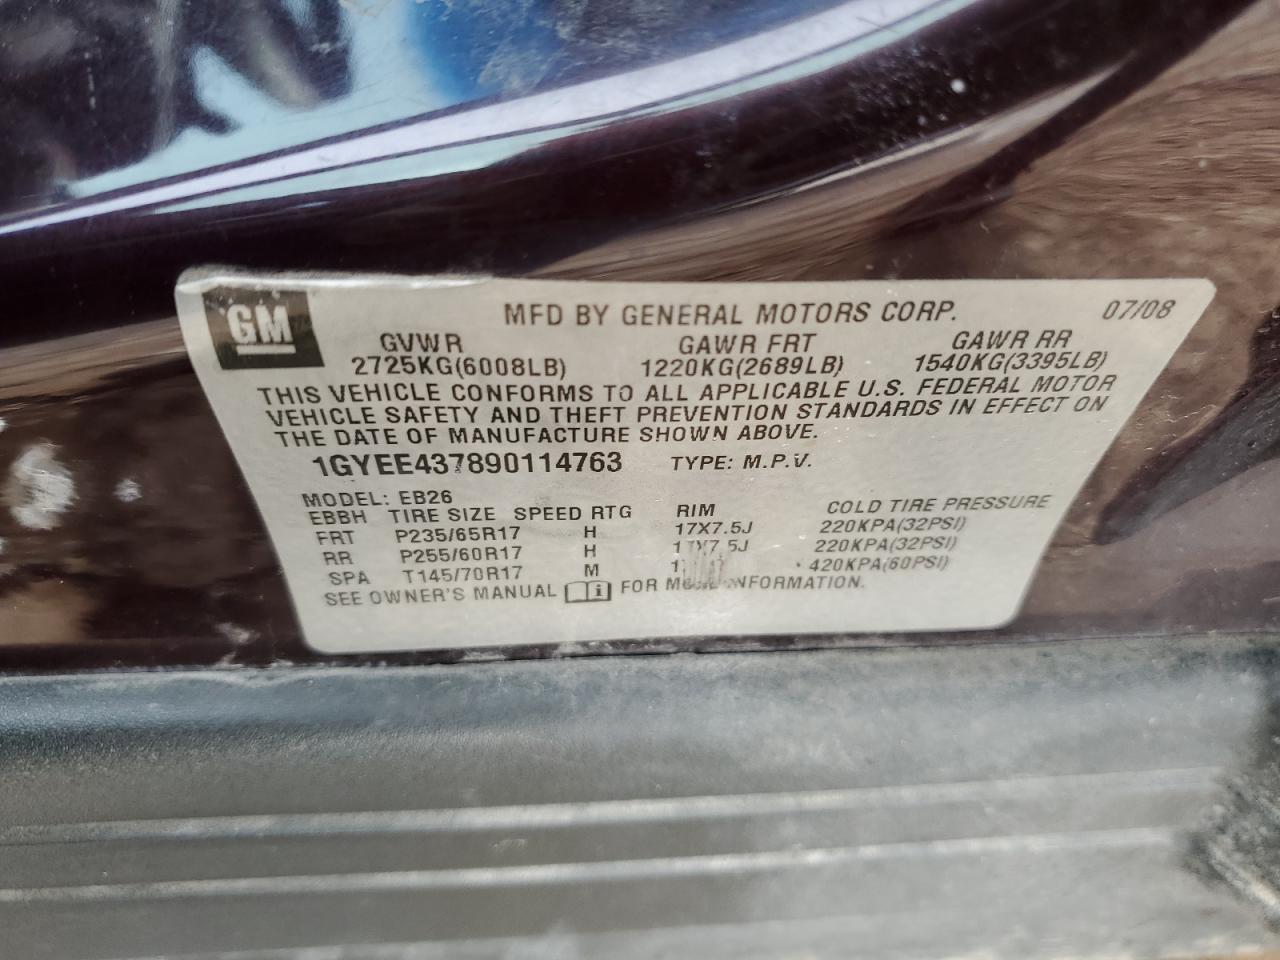 GM
MFD BY GENERAL MOTORS CORP. 07/08
GVWR GAWR FRT GAWR RR
2725KG(6008LB) 1220KG(2689LB) 1540KG(3395LB)
THIS VEHICLE CONFORMS TO ALL APPLICABLE U.S. FEDERAL MOTOR
VEHICLE SAFETY AND THEFT PREVENTION STANDARDS IN EFFECT ON
THE DATE OF MANUFACTURE SHOWN ABOVE.
1GYEE437890114763 TYPE: M.P.V.
MODEL: EB26
EBBH TIRE SIZE SPEED RTG RIM COLD TIRE PRESSURE
FRT P235/65R17 H 17X7.5J 220KPA(32PSI)
RR P255/60R17 H 17X7.5J 220KPA(32PSI)
SPA T145/70R17 M 420KPA(60PSI)
SEE OWNER'S MANUAL i FOR MORE INFORMATION.